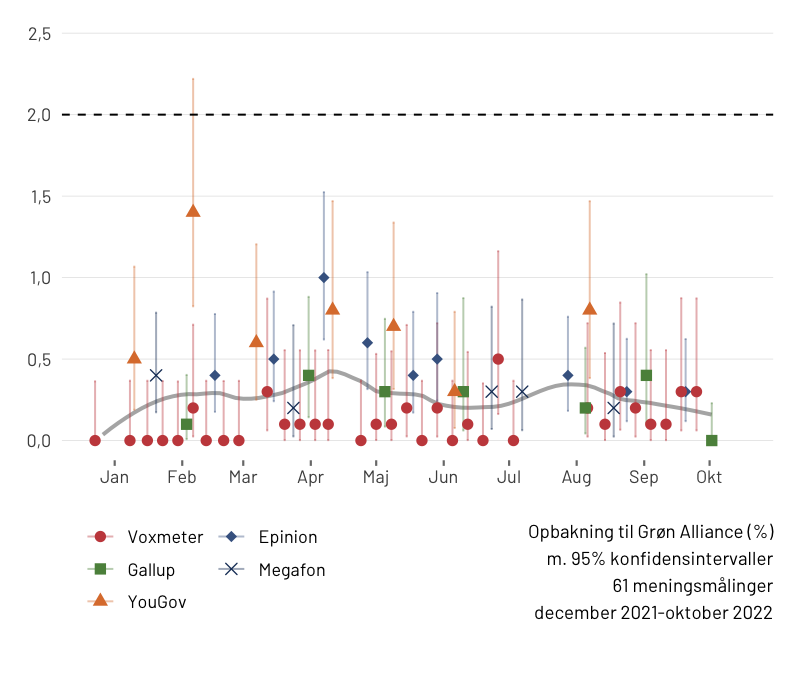 2,5
2,0
1,5
1,0
0,5
0,0
Jan Feb Mar Apr Maj Jun Jul Aug Sep Okt
Voxmeter Epinion
Gallup Megafon
YouGov
Opbakning til Grøn Alliance (%)
m. 95% konfidensintervaller
61 meningsmålinger
december 2021-oktober 2022